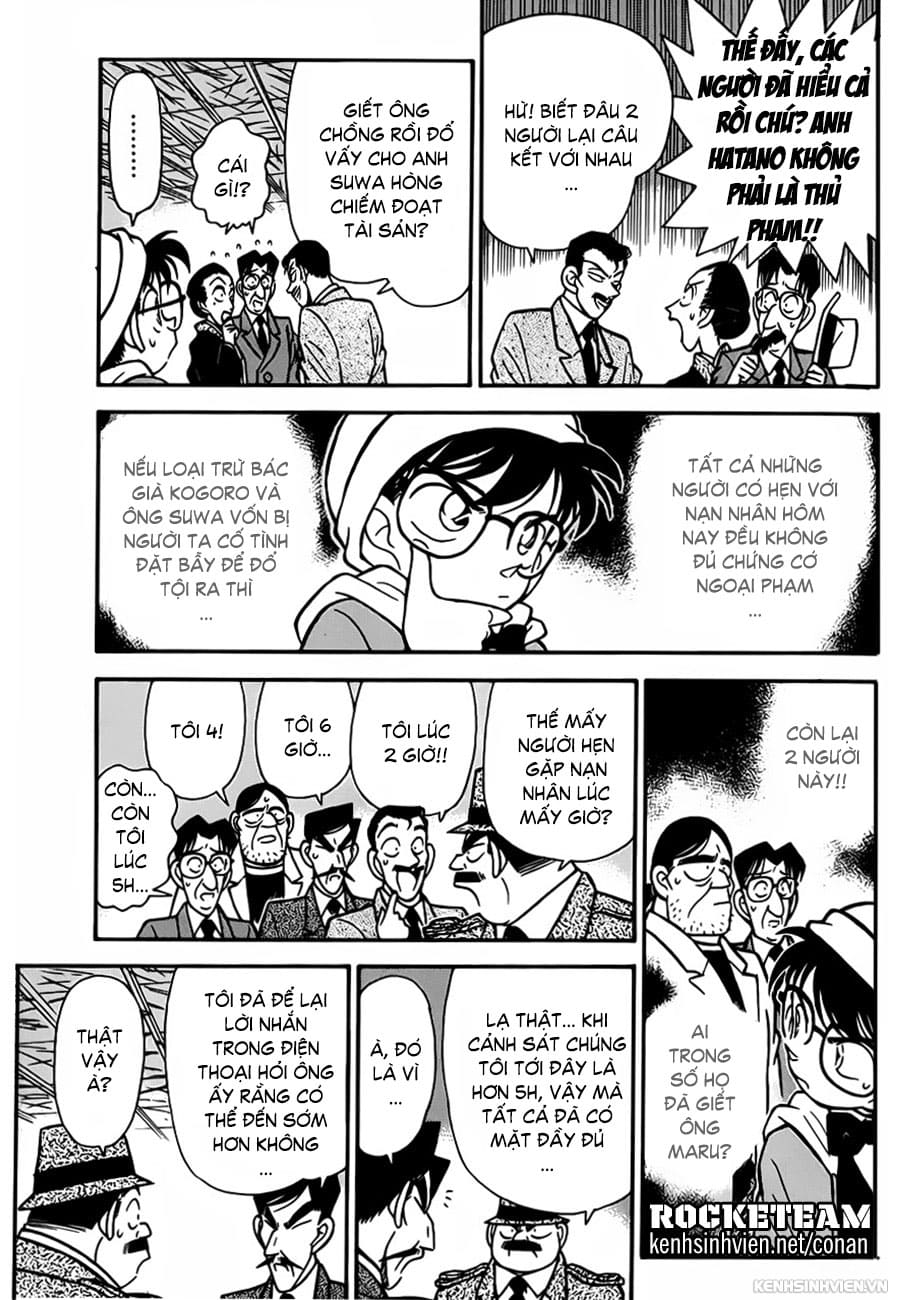 THẾ ĐẤY, CÁC
NGƯỜI ĐÃ HIỂU CẢ
RỒI CHỨ? ANH
HATANO KHÔNG
PHẢI LÀ THỦ
PHẠM!!
HỪ! BIẾT ĐÂU 2
NGƯỜI LẠI CÂU
KẾT VỚI NHAU
...
GIẾT ÔNG
CHỒNG RỒI ĐỔ
VẤY CHO ANH
SUWA HÒNG
CHIẾM ĐOẠT
TÀI SẢN?
CÁI
GÌ!?
..........
TẤT CẢ NHỮNG
NGƯỜI CÓ HẸN VỚI
NẠN NHÂN HÔM
NAY ĐỀU KHÔNG
ĐỦ CHỨNG CỚ
NGOẠI PHẠM
...
NẾU LOẠI TRỪ BÁC
GIÀ KOGORO VÀ
ÔNG SUWA VỐN BỊ
NGƯỜI TA CỐ TÌNH
ĐẶT BẪY ĐỂ ĐỔ
TỘI RA THÌ
...
CÒN LẠI
2 NGƯỜI
NÀY!!
AI
TRONG
SỐ HỌ
ĐÃ GIẾT
ÔNG
MARU?
THẾ MẤY
NGƯỜI HẸN
GẶP NẠN
NHÂN LÚC
MẤY GIỜ?
TÔI LÚC
2 GIỜ!!
TÔI 6
GIỜ...
TÔI 4!
CÒN...
CÒN
TÔI
LÚC
5H...
LẠ THẬT... KHI
CẢNH SÁT CHÚNG
TÔI TỚI ĐÂY LÀ
HƠN 5H, VẬY MÀ
TẤT CẢ ĐÃ CÓ
MẶT ĐẦY ĐỦ
...
À, ĐÓ
LÀ VÌ
...
TÔI ĐÃ ĐỂ LẠI
LỜI NHẮN
TRONG ĐIỆN
THOẠI HỎI ÔNG
ẤY RẰNG CÓ
THỂ ĐẾN SỚM
HƠN KHÔNG
...
THẬT
VẬY
À?
ROCKETEAM
kenhsinhvien.net/conan
KENHSINHVIEN.VN